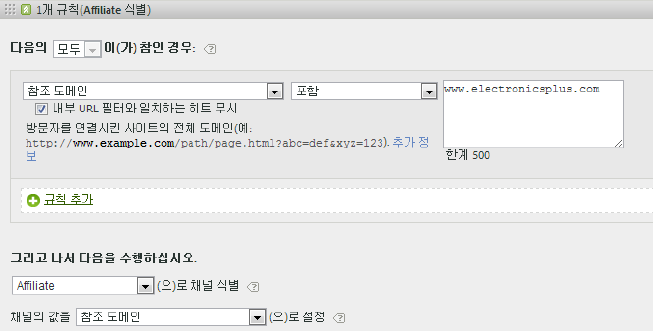 1개 규칙(Affiliate 식별)
다음의 모두 이(가) 참인 경우:
참조 도메인 포함 www.electronicsplus.com
내부 URL 필터와 일치하는 히트 무시
방문자를 연결시킨 사이트의 전체 도메인(예:
http://www.example.com/path/page.html?abc=def&xyz=123). 추가 정
보
한계 500
규칙 추가
그리고 나서 다음을 수행하십시오.
Affiliate (으)로 채널 식별
채널의 값을 참조 도메인 (으)로 설정